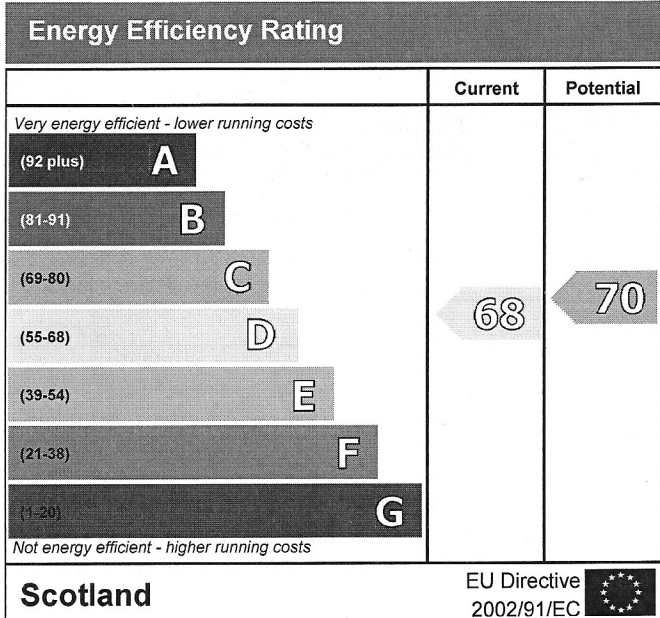 Energy Efficiency Rating
Current Potential
Very energy efficient - lower running costs
(92 plus) A
(81-91) B
(69-80) C
(55-68) D
(39-54) E
(21-38) F
(1-20) G
68
70
Not energy efficient - higher running costs
Scotland
EU Directive
2002/91/EC